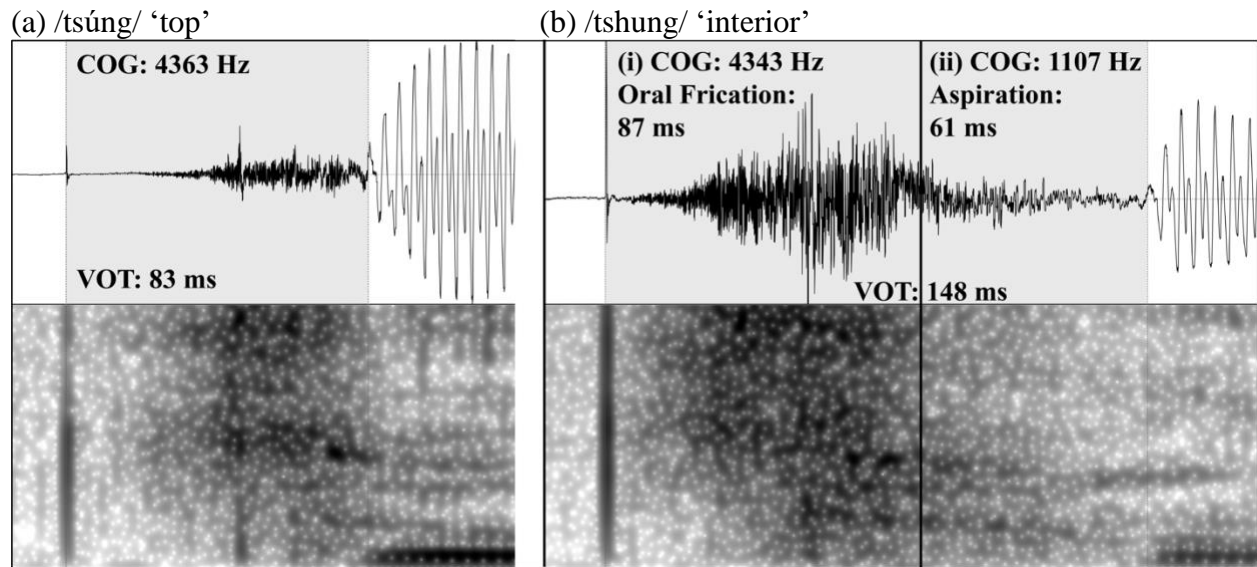 (a) /tsúng/ ‘top’
COG: 4363 Hz
VOT: 83 ms
(b) /tshung/ ‘interior’
(i) COG: 4343 Hz
Oral Frication:
87 ms
(ii) COG: 1107 Hz
Aspiration:
61 ms
VOT: 148 ms